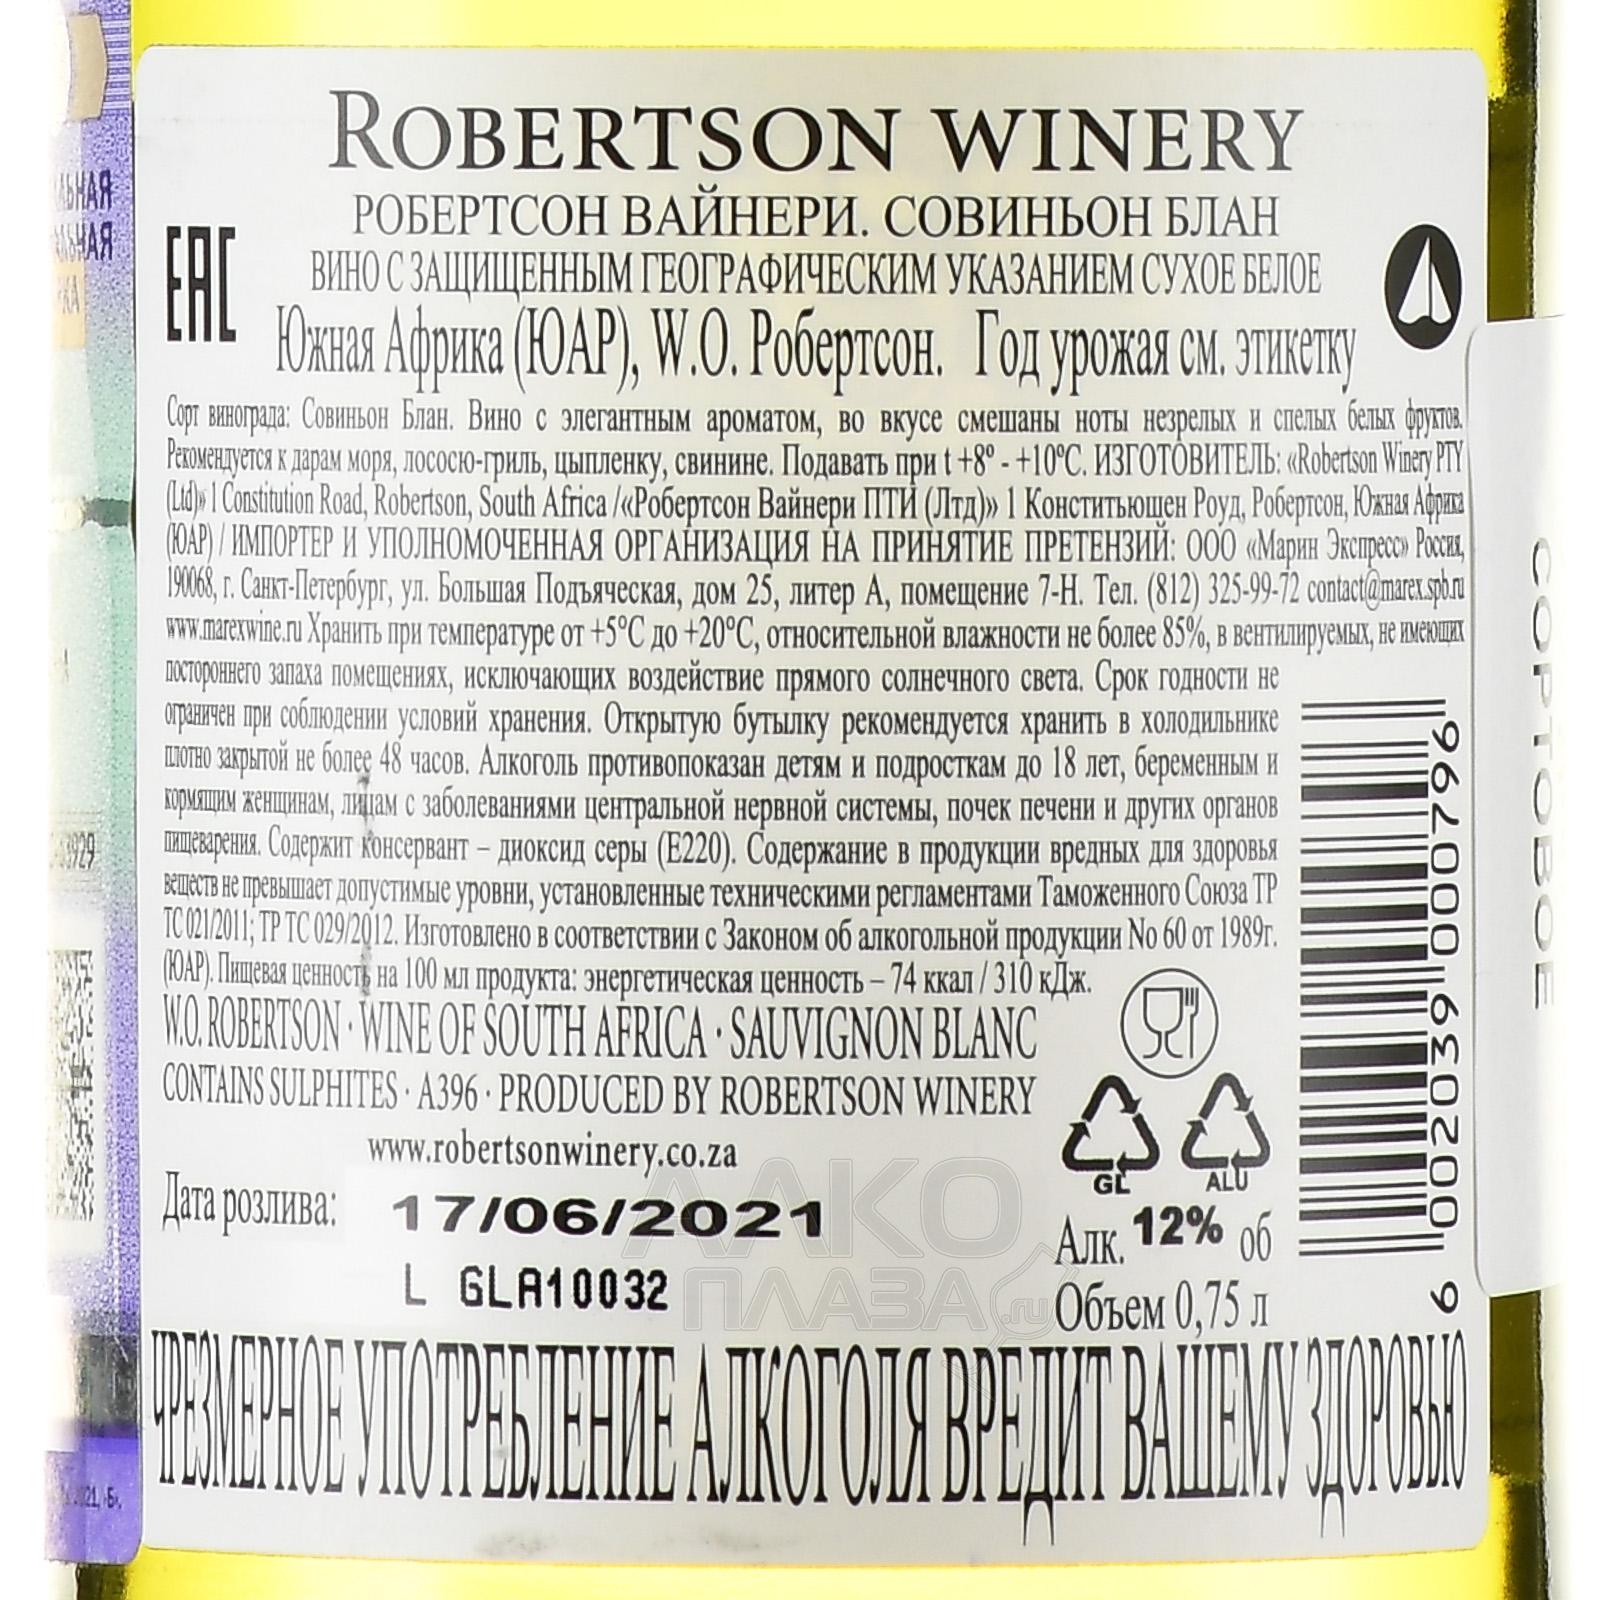 ROBERTSON WINERY
РОБЕРТСОН ВАЙНЕРИ. СОВИНЬОН БЛАН
ВИНО С ЗАЩИЩЕННЫМ ГЕОГРАФИЧЕСКИМ УКАЗАНИЕМ СУХОЕ БЕЛОЕ
EAC
Южная Африка (ЮАР), W.O. Робертсон. Год урожая см. этикетку
Сорт винограда: Совиньон Блан. Вино с элегантным ароматом, во вкусе смешаны ноты незрелых и спелых белых фруктов.
Рекомендуется к дарам моря, лососю-гриль, цыпленку, свинине. Подавать при t +8° - +10°С. ИЗГОТОВИТЕЛЬ: «Robertson Winery PTY
(Ltd)» 1 Constitution Road, Robertson, South Africa /«Робертсон Вайнери ПТИ (Лтд)» 1 Конститьюшен Роуд, Робертсон, Южная Африка
(ЮАР) / ИМПОРТЕР И УПОЛНОМОЧЕННАЯ ОРГАНИЗАЦИЯ НА ПРИНЯТИЕ ПРЕТЕНЗИЙ: ООО «Марин Экспресс» Россия,
190068, г. Санкт-Петербург, ул. Большая Подъяческая, дом 25, литер А, помещение 7-Н. Тел. (812) 325-99-72 contact@marex.spb.ru
www.marexwine.ru Хранить при температуре от +5°С до +20°С, относительной влажности не более 85%, в вентилируемых, не имеющих
постороннего запаха помещениях, исключающих воздействие прямого солнечного света. Срок годности не
ограничен при соблюдении условий хранения. Открытую бутылку рекомендуется хранить в холодильнике
плотно закрытой не более 48 часов. Алкоголь противопоказан детям и подросткам до 18 лет, беременным и
кормящим женщинам, лицам с заболеваниями центральной нервной системы, почек печени и других органов
пищеварения. Содержит консервант – диоксид серы (Е220). Содержание в продукции вредных для здоровья
веществ не превышает допустимые уровни, установленные техническими регламентами Таможенного Союза ТР
ТС 021/2011; ТР ТС 029/2012. Изготовлено в соответствии с Законом об алкогольной продукции No 60 от 1989г.
(ЮАР). Пищевая ценность на 100 мл продукта: энергетическая ценность – 74 ккал / 310 кДж.
W.O. ROBERTSON · WINE OF SOUTH AFRICA · SAUVIGNON BLANC
CONTAINS SULPHITES · A396 · PRODUCED BY ROBERTSON WINERY
www.robertsonwinery.co.za
GL
ALU
Дата розлива: 17/06/2021
L GLA10032
Алк. 12% об
Объем 0,75 л
6 002039 000796
ЧРЕЗМЕРНОЕ УПОТРЕБЛЕНИЕ АЛКОГОЛЯ ВРЕДИТ ВАШЕМУ ЗДОРОВЬЮ
СОРТОВОЕ
АЛКО
ПЛАЗА.ru